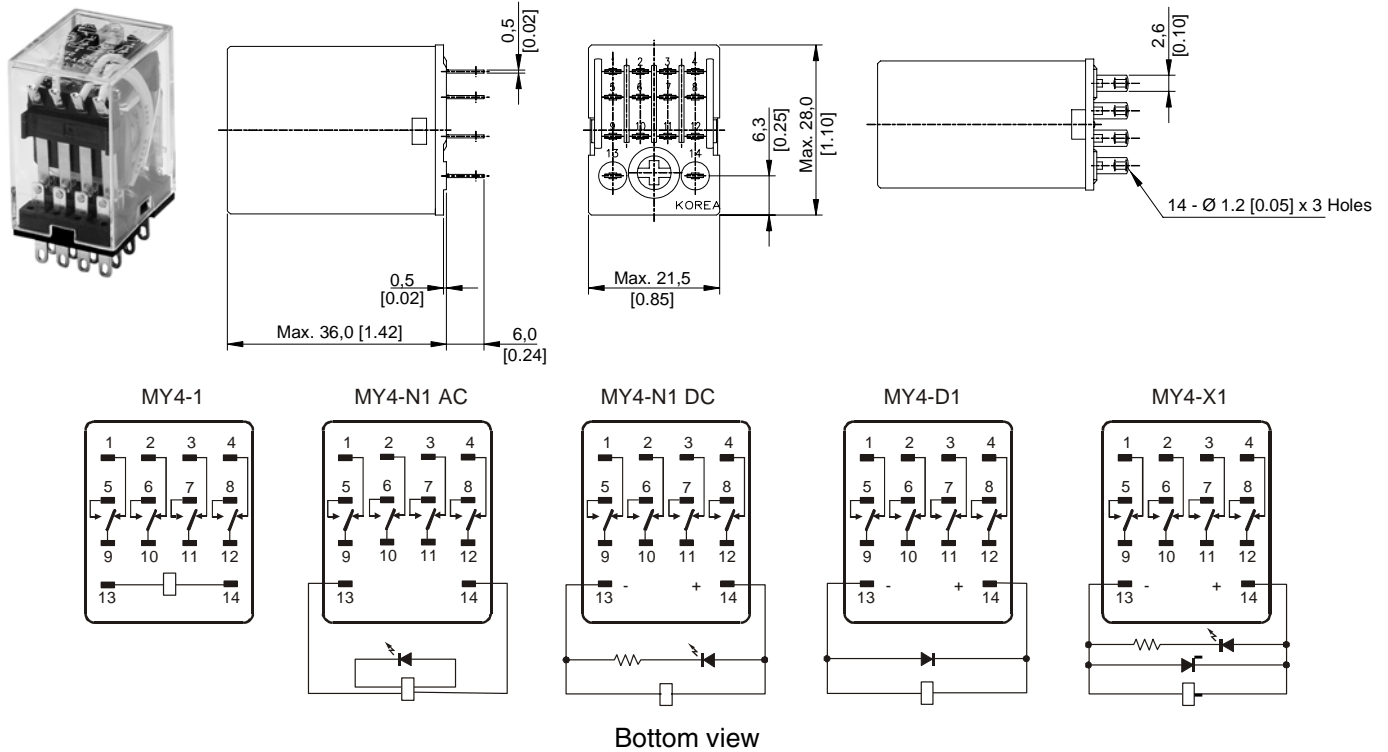 0,5
[0.02]
1 2 3 4
5 6 7 8
9 10 11 12
13 14
KOREA
6,3
[0.25]
Max. 28,0
[1.10]
2,6
[0.10]
14 - Ø 1.2 [0.05] x 3 Holes
0,5
[0.02]
Max. 36,0 [1.42]
6,0
[0.24]
Max. 21,5
[0.85]
MY4-1
1 2 3 4
5 6 7 8
9 10 11 12
13 14
MY4-N1 AC
1 2 3 4
5 6 7 8
9 10 11 12
13 14
MY4-N1 DC
1 2 3 4
5 6 7 8
9 10 11 12
- +
13 14
MY4-D1
1 2 3 4
5 6 7 8
9 10 11 12
- +
13 14
MY4-X1
1 2 3 4
5 6 7 8
9 10 11 12
- +
13 14
Bottom view